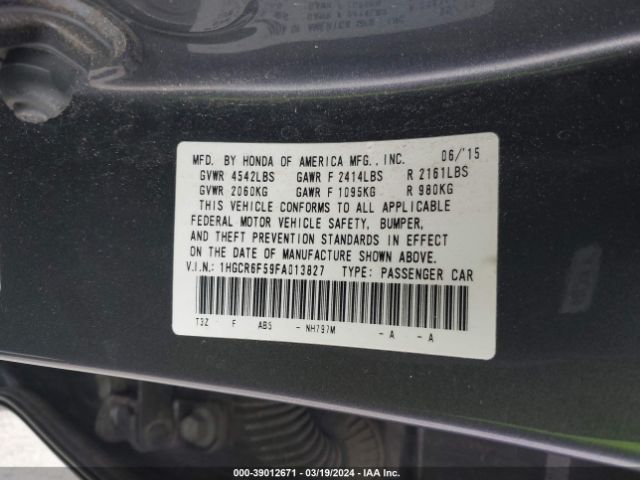 MFD. BY HONDA OF AMERICA MFG., INC. 06/'15
GVWR 4542LBS GAWR F 2414LBS R 2161LBS
GVWR 2060KG GAWR F 1095KG R 980KG
THIS VEHICLE CONFORMS TO ALL APPLICABLE
FEDERAL MOTOR VEHICLE SAFETY, BUMPER,
AND THEFT PREVENTION STANDARDS IN EFFECT
ON THE DATE OF MANUFACTURE SHOWN ABOVE.
V.I.N.: 1HGCR6F59FA013827 TYPE: PASSENGER CAR
T3Z F AB5 - NH797M - A - A
000-39012671 - 03/19/2024 - IAA Inc.